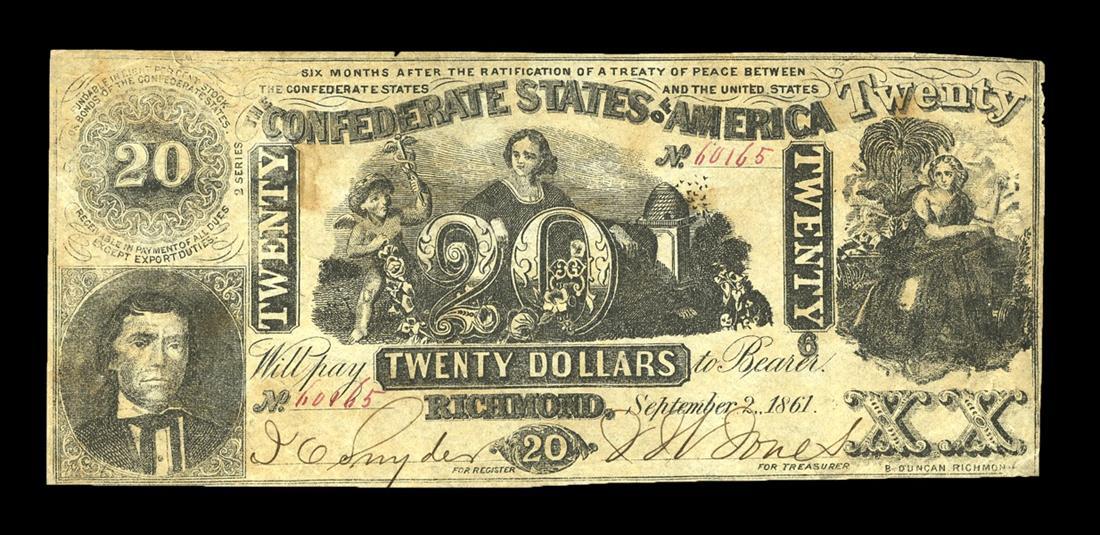 SIX MONTHS AFTER THE RATIFICATION OF A TREATY OF PEACE BETWEEN
THE CONFEDERATE STATES AND THE UNITED STATES
THE CONFEDERATE STATES OF AMERICA
Twenty
FUNDABLE IN EIGHT PER CENT STOCK
OR BONDS OF THE CONFEDERATE STATES.
20
RECEIVABLE IN PAYMENT OF ALL DUES
EXCEPT EXPORT DUTIES
2 SERIES
TWENTY
No. 60165
20
TWENTY
6
Will pay TWENTY DOLLARS to Bearer.
No. 60165
RICHMOND, September 2, 1861.
XX
J C Snyder
FOR REGISTER
20
Jones
FOR TREASURER
B. DUNCAN RICHMOND